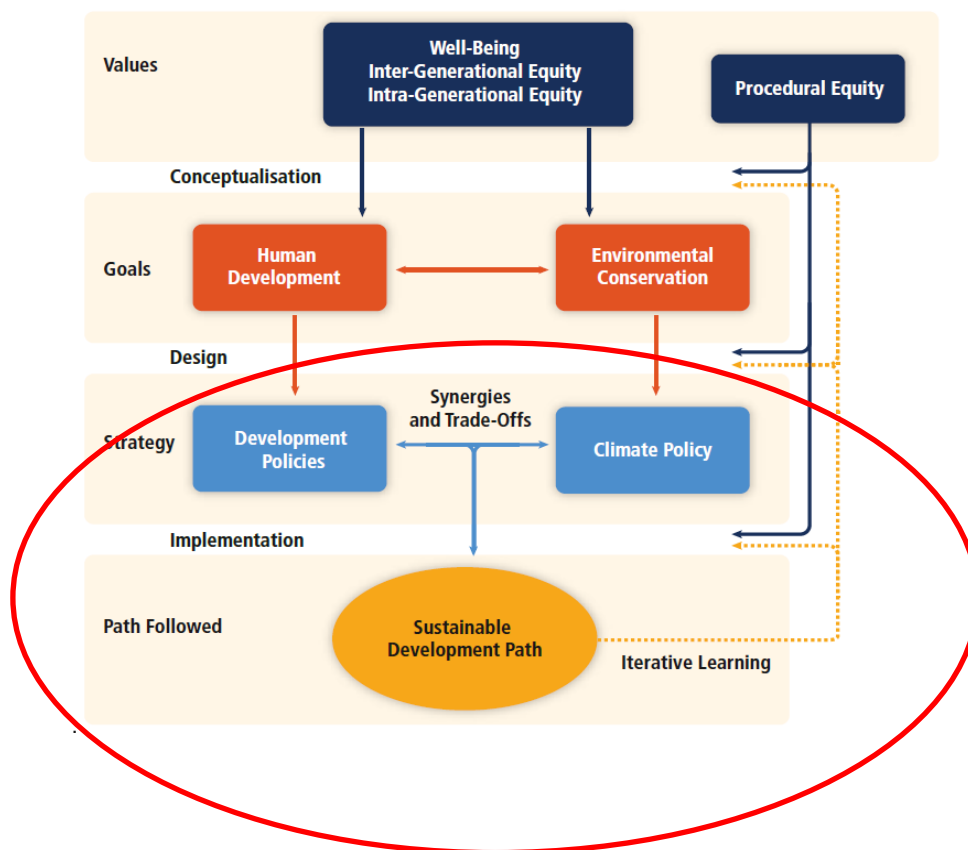 Values
Well-Being
Inter-Generational Equity
Intra-Generational Equity
Procedural Equity
Conceptualisation
Goals
Human
Development
Environmental
Conservation
Design
Strategy
Development
Policies
Synergies
and Trade-Offs
Climate Policy
Implementation
Path Followed
Sustainable
Development Path
Iterative Learning
.